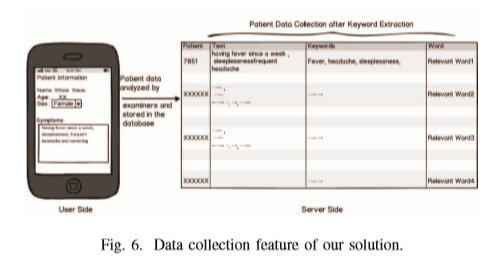 Patient Data Collection after Keyword Extraction
Patient Text Keywords Word
7651 having fever since a week , Fever, headache, sleeplessness, Relevant Word1
sleeplessnessfrequent
headache
XXXXXX Relevant Word2
XXXXXX Relevant Word3
XXXXXX Relevant Word4
Patient Information
Name: XXxxx Xxxxx
Age: XX
Sex: Female
Symptoms
Having fever since a week,
sleeplessness, frequent
headache and vomiting
Patient data
analyzed by
examiners and
stored in the
database
User Side
Server Side
Fig. 6. Data collection feature of our solution.